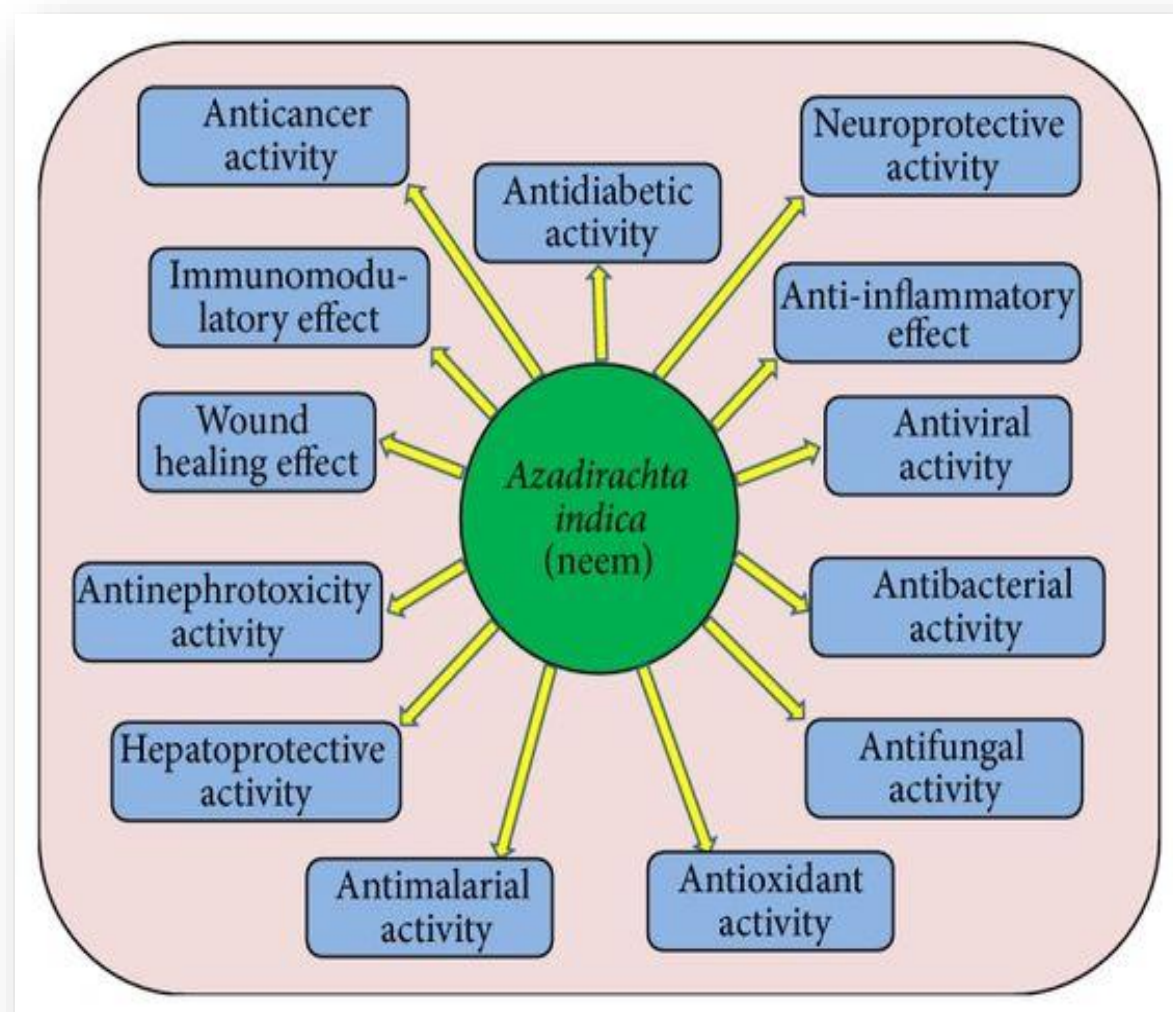 Anticancer
activity
Antidiabetic
activity
Neuroprotective
activity
Immunomodu-
latory effect
Anti-inflammatory
effect
Wound
healing effect
Antiviral
activity
Azadirachta
indica
(neem)
Antinephrotoxicity
activity
Antibacterial
activity
Hepatoprotective
activity
Antifungal
activity
Antimalarial
activity
Antioxidant
activity